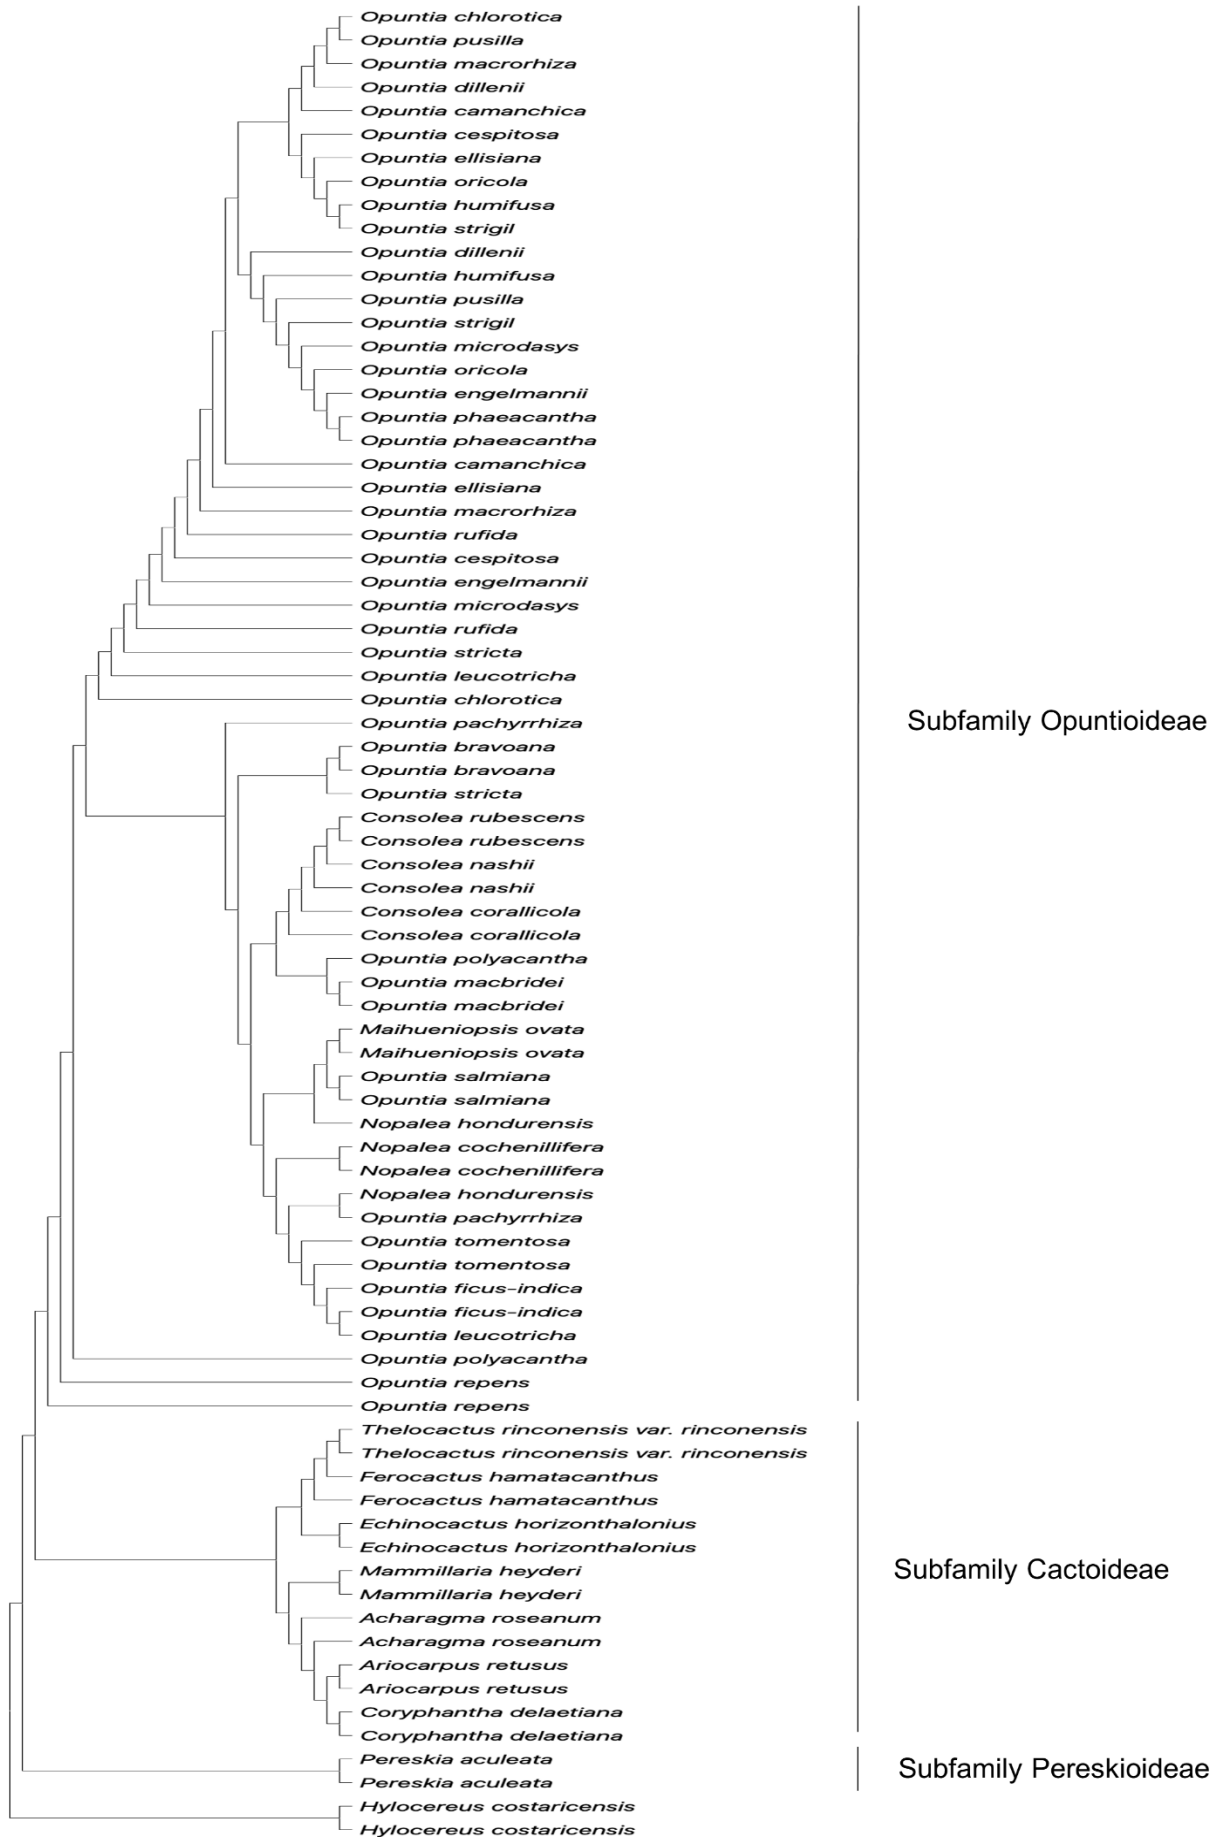 Opuntia chlorotica
Opuntia pusilla
Opuntia macrorhiza
Opuntia dillenii
Opuntia camanchica
Opuntia cespitosa
Opuntia ellisiana
Opuntia oricola
Opuntia humifusa
Opuntia strigil
Opuntia dillenii
Opuntia humifusa
Opuntia pusilla
Opuntia strigil
Opuntia microdasys
Opuntia oricola
Opuntia engelmannii
Opuntia phaeacantha
Opuntia phaeacantha
Opuntia camanchica
Opuntia ellisiana
Opuntia macrorhiza
Opuntia rufida
Opuntia cespitosa
Opuntia engelmannii
Opuntia microdasys
Opuntia rufida
Opuntia stricta
Opuntia leucotricha
Opuntia chlorotica
Opuntia pachyrrhiza
Subfamily Opuntioideae
Opuntia bravoana
Opuntia bravoana
Opuntia stricta
Consolea rubescens
Consolea rubescens
Consolea nashii
Consolea nashii
Consolea corallicola
Consolea corallicola
Opuntia polyacantha
Opuntia macbridei
Opuntia macbridei
Maihueniopsis ovata
Maihueniopsis ovata
Opuntia salmiana
Opuntia salmiana
Nopalea hondurensis
Nopalea cochenillifera
Nopalea cochenillifera
Nopalea hondurensis
Opuntia pachyrrhiza
Opuntia tomentosa
Opuntia tomentosa
Opuntia ficus-indica
Opuntia ficus-indica
Opuntia leucotricha
Opuntia polyacantha
Opuntia repens
Opuntia repens
Thelocactus rinconensis var. rinconensis
Thelocactus rinconensis var. rinconensis
Ferocactus hamatacanthus
Ferocactus hamatacanthus
Echinocactus horizonthalonius
Echinocactus horizonthalonius
Mammillaria heyderi
Subfamily Cactoideae
Mammillaria heyderi
Acharagma roseanum
Acharagma roseanum
Ariocarpus retusus
Ariocarpus retusus
Coryphantha delaetiana
Coryphantha delaetiana
Pereskia aculeata
Subfamily Pereskioideae
Pereskia aculeata
Hylocereus costaricensis
Hylocereus costaricensis